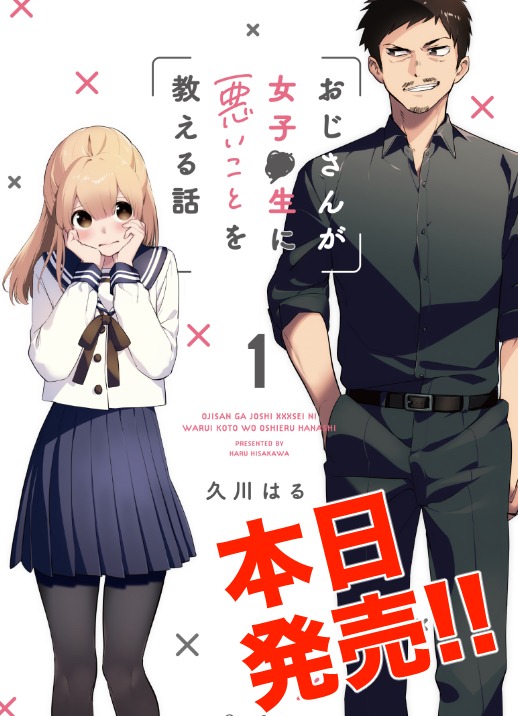 おじさんが
女子●生に
悪いことを
教える話
1
OJISAN GA JOSHI XXXSEI NI
WARUI KOTO WO OSHIERU HANASHI
PRESENTED BY
HARU HISAKAWA
久川はる
本日
発売!!